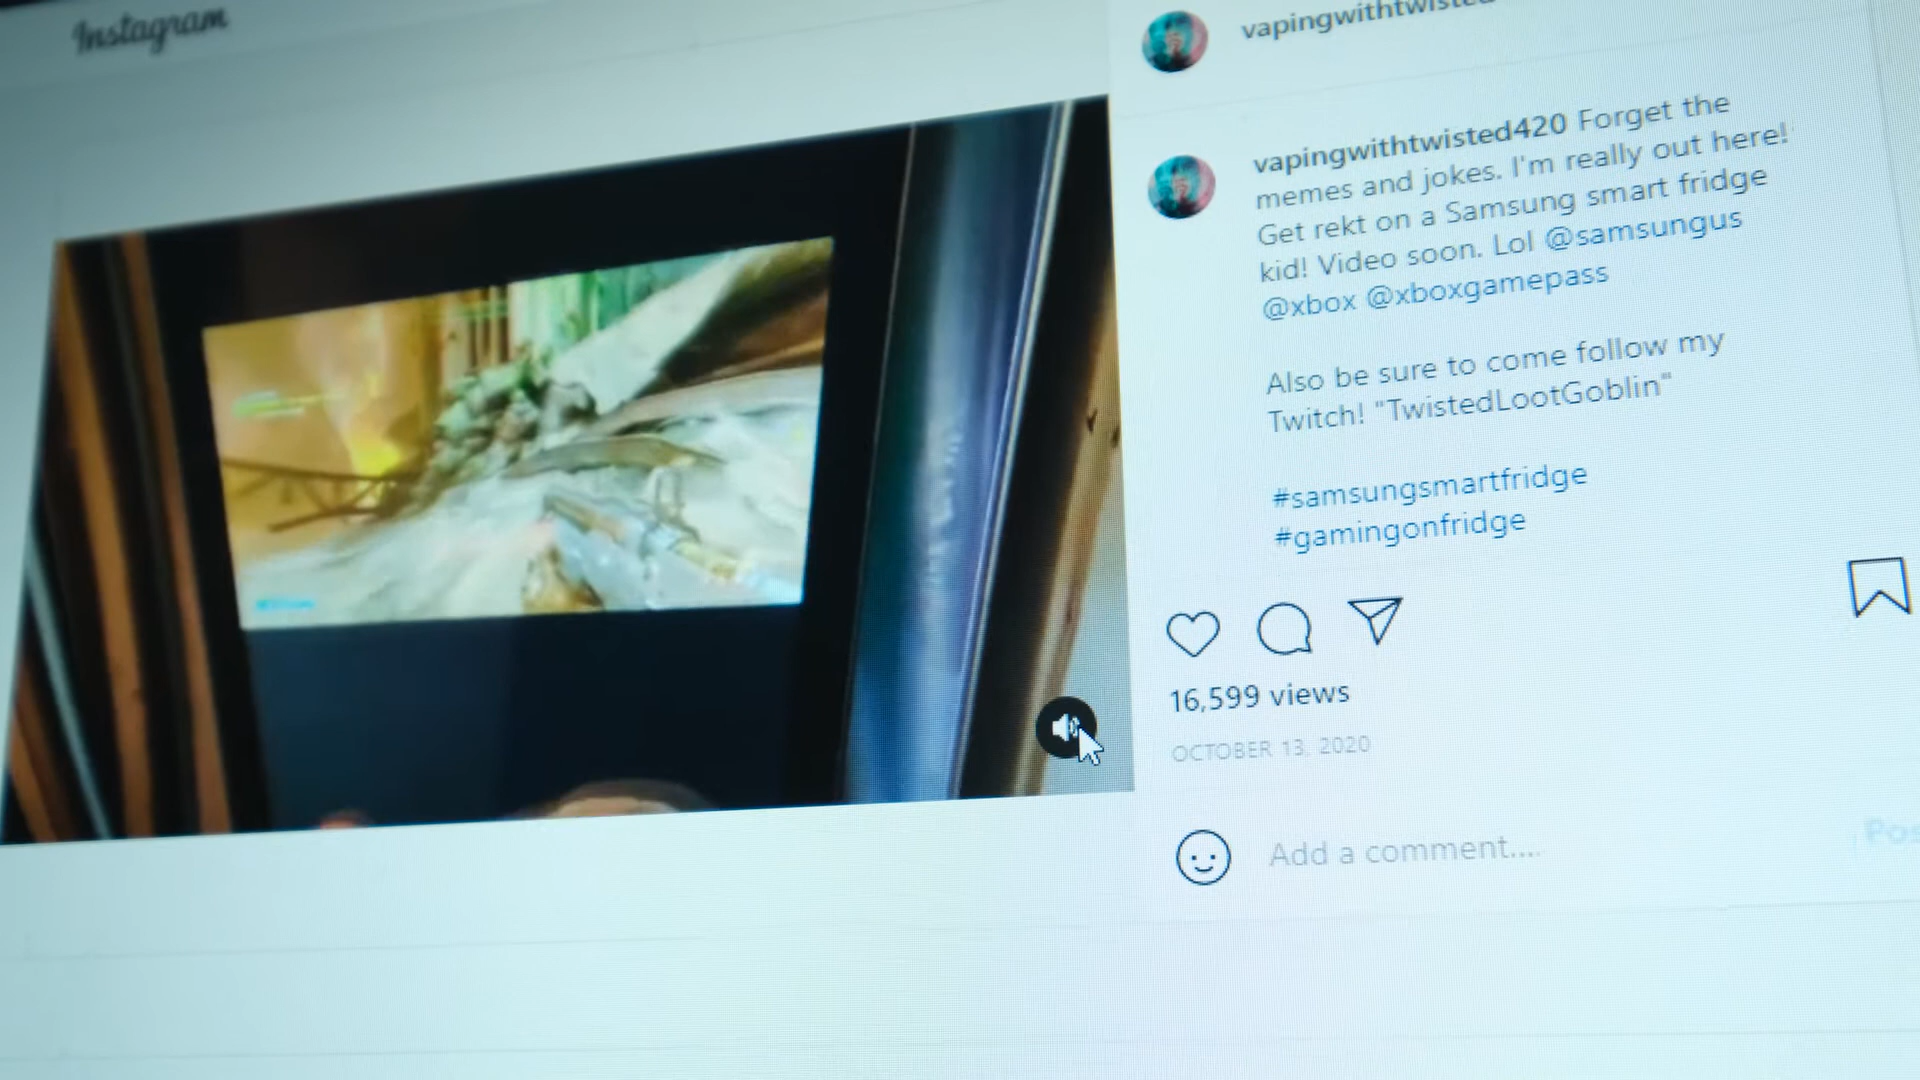 Instagram
vapingwithtwisted
vapingwithtwisted420 Forget the
memes and jokes. I'm really out here!
Get rekt on a Samsung smart fridge
kid! Video soon. Lol @samsungus
@xbox @xboxgamepass
Also be sure to come follow my
Twitch! "TwistedLootGoblin"
#samsungsmartfridge
#gamingonfridge
16,599 views
OCTOBER 13, 2020
Add a comment....
Pos